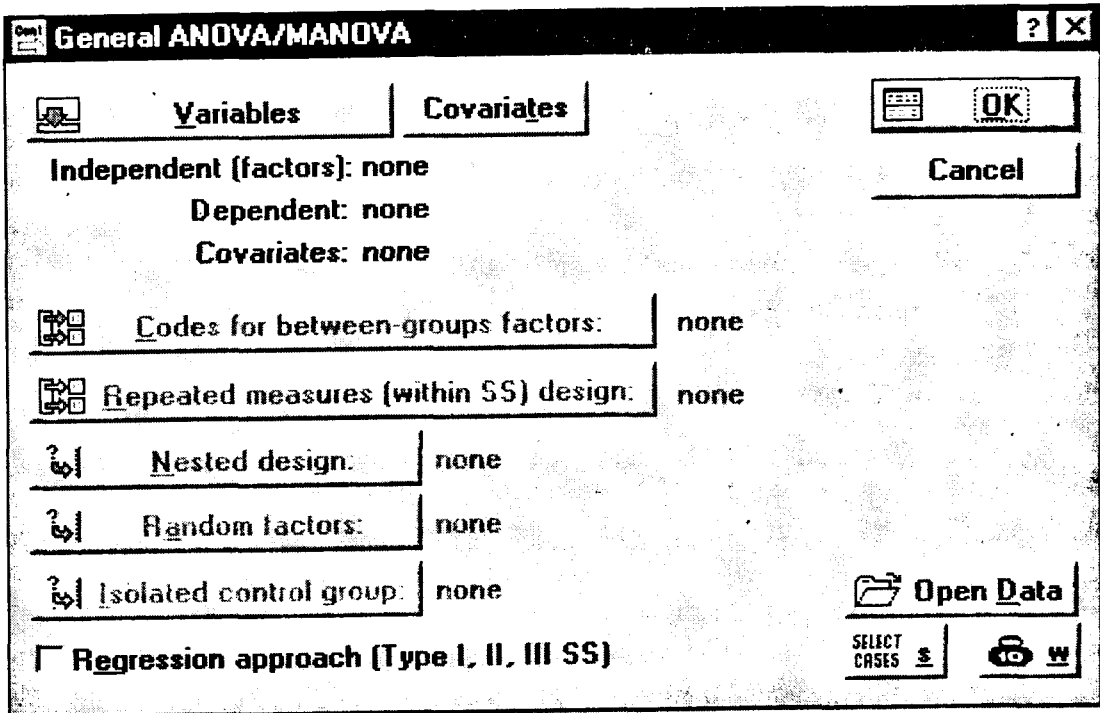 General ANOVA/MANOVA ? X
Variables Covariates OK
Independent (factors): none
Cancel
Dependent: none
Covariates: none
Codes for between-groups factors: none
Repeated measures (within SS) design: none
Nested design: none
Random factors: none
Isolated control group: none
Open Data
Regression approach (Type I, II, III SS)
SELECT CASES S
W